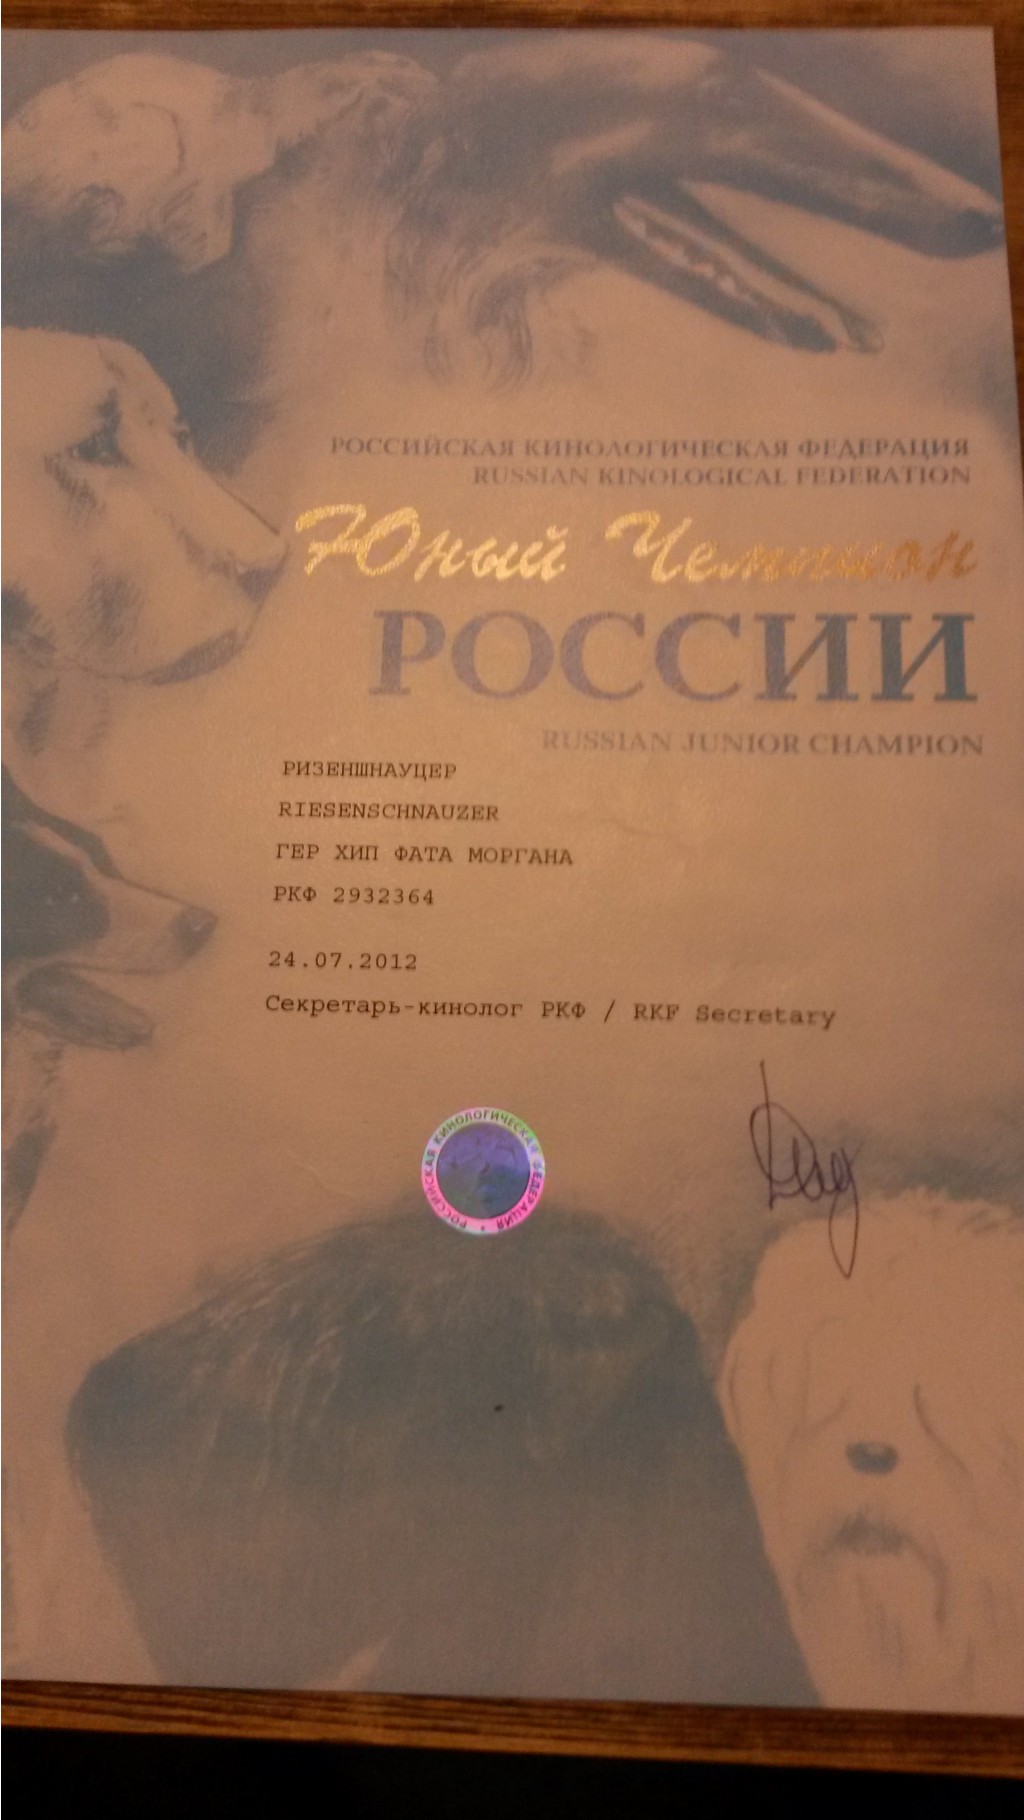 РОССИЙСКАЯ КИНОЛОГИЧЕСКАЯ ФЕДЕРАЦИЯ
RUSSIAN KINOLOGICAL FEDERATION
Юный Чемпион
РОССИИ
RUSSIAN JUNIOR CHAMPION
РИЗЕНШНАУЦЕР
RIESENSCHNAUZER
ГЕР ХИП ФАТА МОРГАНА
РКФ 2932364
24.07.2012
Секретарь-кинолог РКФ / RKF Secretary
РОССИЙСКАЯ КИНОЛОГИЧЕСКАЯ ФЕДЕРАЦИЯ